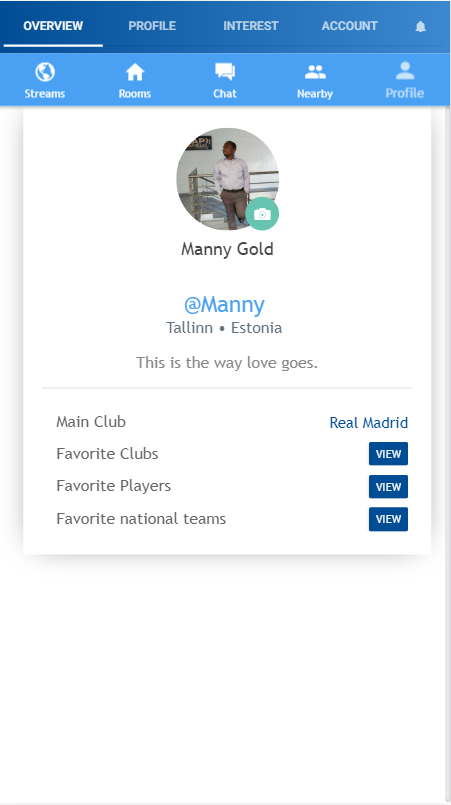 OVERVIEW PROFILE INTEREST ACCOUNT
Streams Rooms Chat Nearby Profile
Manny Gold
@Manny
Tallinn • Estonia
This is the way love goes.
Main Club Real Madrid
Favorite Clubs VIEW
Favorite Players VIEW
Favorite national teams VIEW